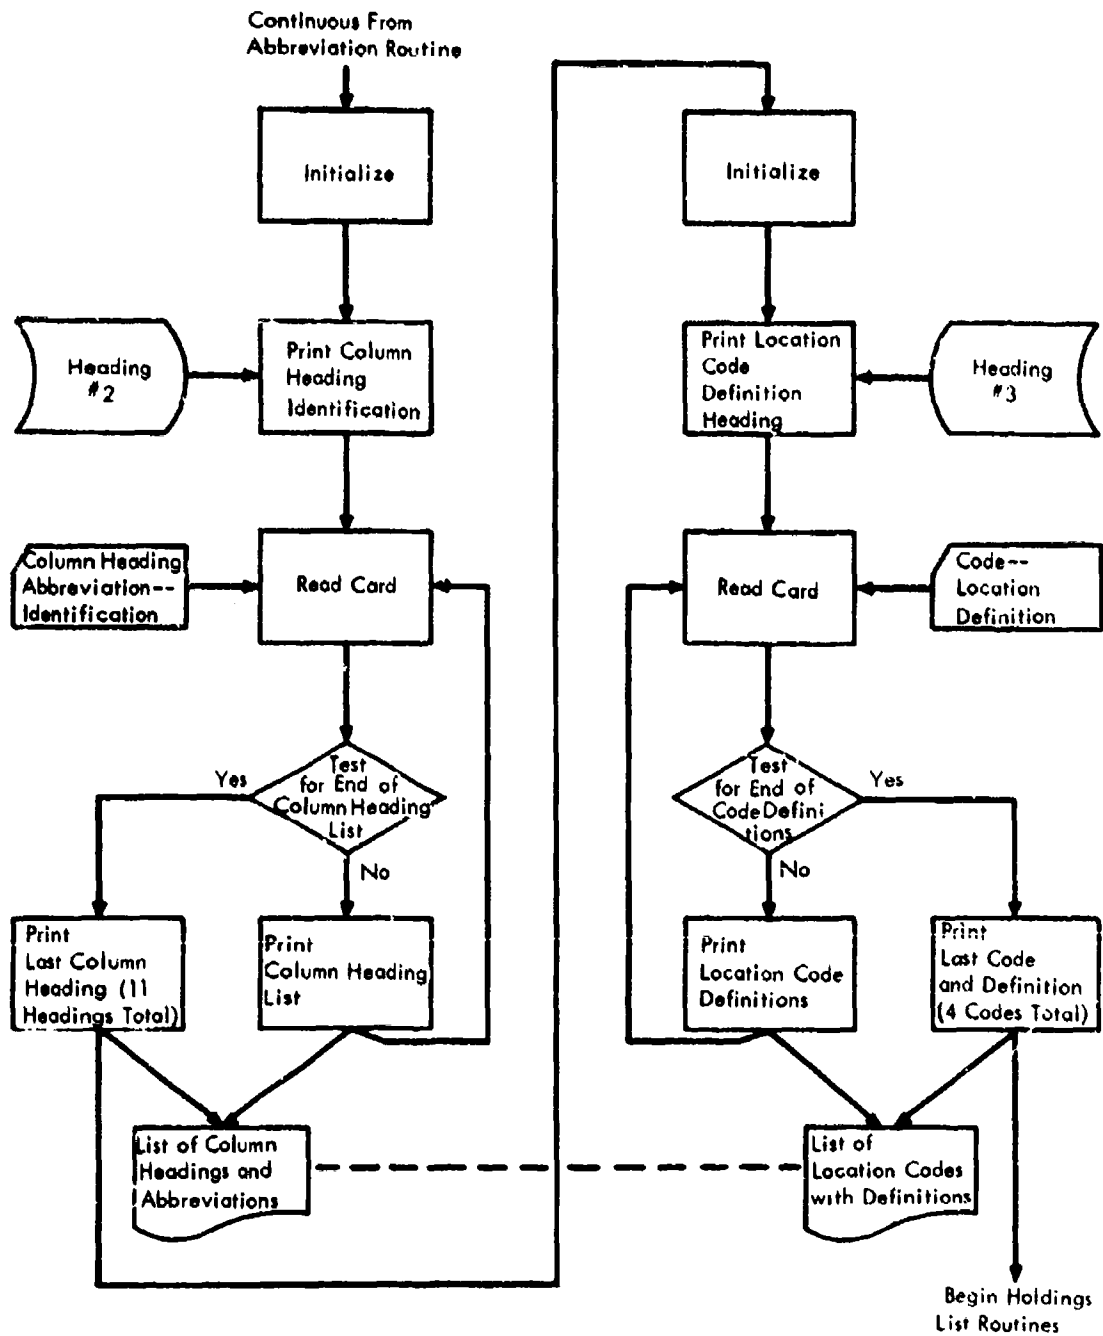 Continuous From
Abbreviation Routine
Initialize
Heading
#2
Print Column
Heading
Identification
Column Heading
Abbreviation--
Identification
Read Card
Test
for End of
Column Heading
List
Yes
No
Print
Last Column
Heading (11
Headings Total)
Print
Column Heading
List
List of Column
Headings and
Abbreviations
Initialize
Print Location
Code
Definition
Heading
Heading
#3
Read Card
Code--
Location
Definition
Test
for End of
Code Defini
tions
Yes
No
Print
Location Code
Definitions
Print
Last Code
and Definition
(4 Codes Total)
List of
Location Codes
with Definitions
Begin Holdings
List Routines